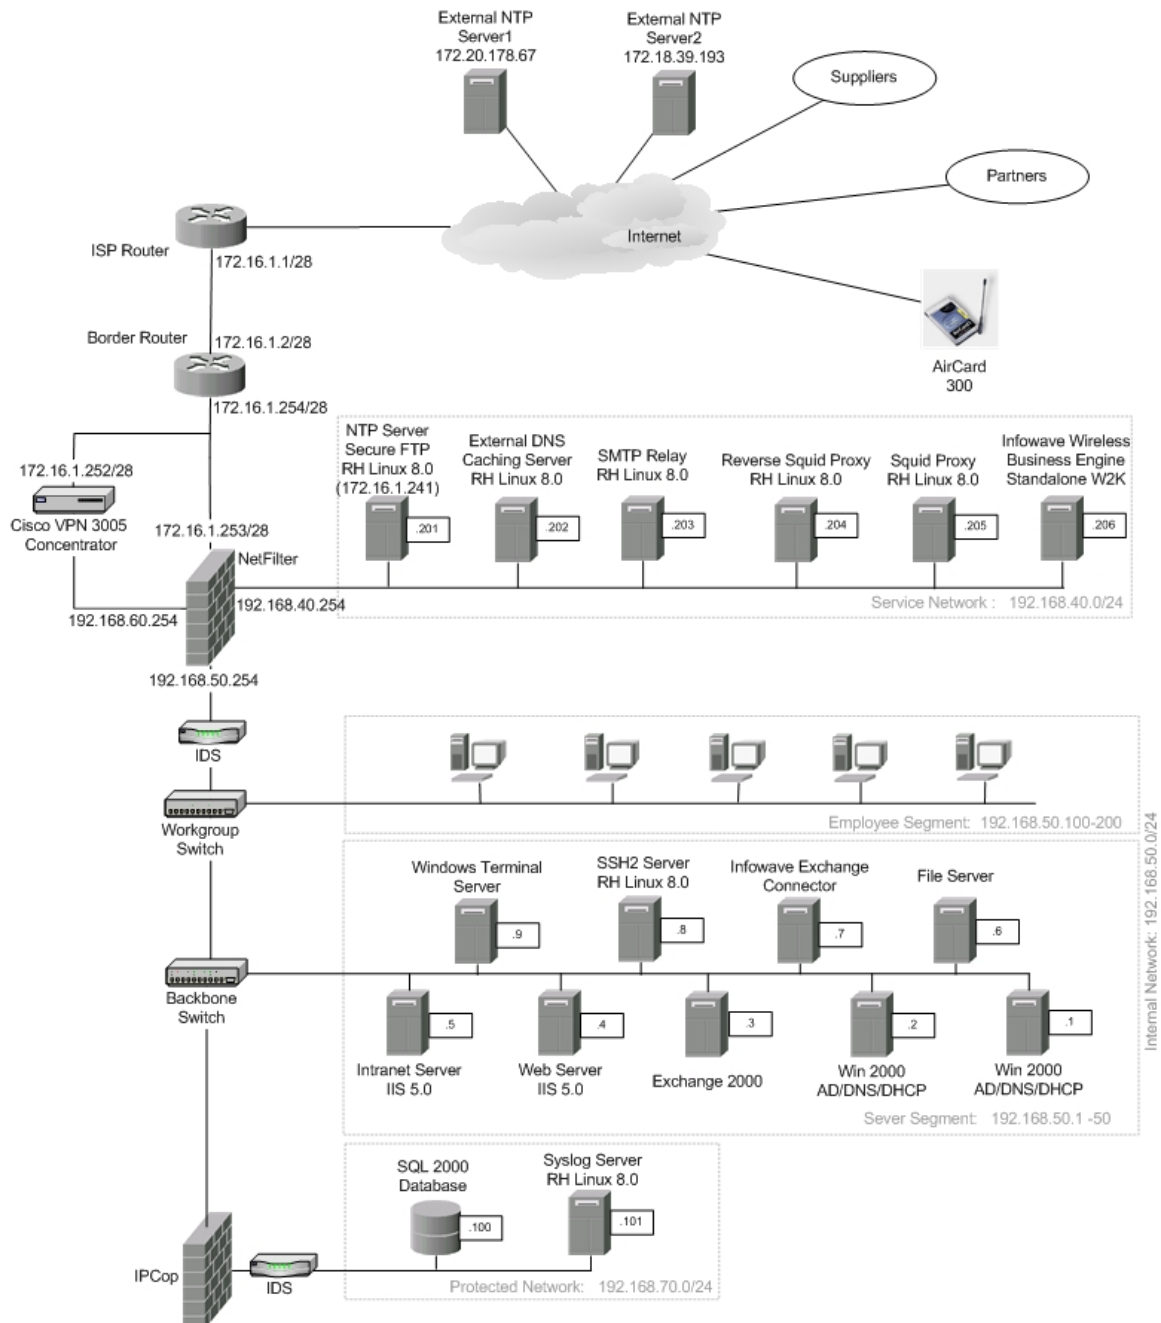 External NTP
Server1
172.20.178.67
External NTP
Server2
172.18.39.193
Suppliers
Partners
Internet
ISP Router
172.16.1.1/28
Border Router
172.16.1.2/28
172.16.1.254/28
AirCard
300
172.16.1.252/28
Cisco VPN 3005
Concentrator
172.16.1.253/28
NetFilter
192.168.60.254
192.168.40.254
192.168.50.254
NTP Server
Secure FTP
RH Linux 8.0
(172.16.1.241)
.201
External DNS
Caching Server
RH Linux 8.0
.202
SMTP Relay
RH Linux 8.0
.203
Reverse Squid Proxy
RH Linux 8.0
.204
Squid Proxy
RH Linux 8.0
.205
Infowave Wireless
Business Engine
Standalone W2K
.206
Service Network : 192.168.40.0/24
IDS
Workgroup
Switch
Employee Segment: 192.168.50.100-200
Internal Network: 192.168.50.0/24
Windows Terminal
Server
.9
SSH2 Server
RH Linux 8.0
.8
Infowave Exchange
Connector
.7
File Server
.6
Backbone
Switch
.5
Intranet Server
IIS 5.0
.4
Web Server
IIS 5.0
.3
Exchange 2000
.2
Win 2000
AD/DNS/DHCP
.1
Win 2000
AD/DNS/DHCP
Sever Segment: 192.168.50.1 -50
SQL 2000
Database
.100
Syslog Server
RH Linux 8.0
.101
IPCop
IDS
Protected Network: 192.168.70.0/24